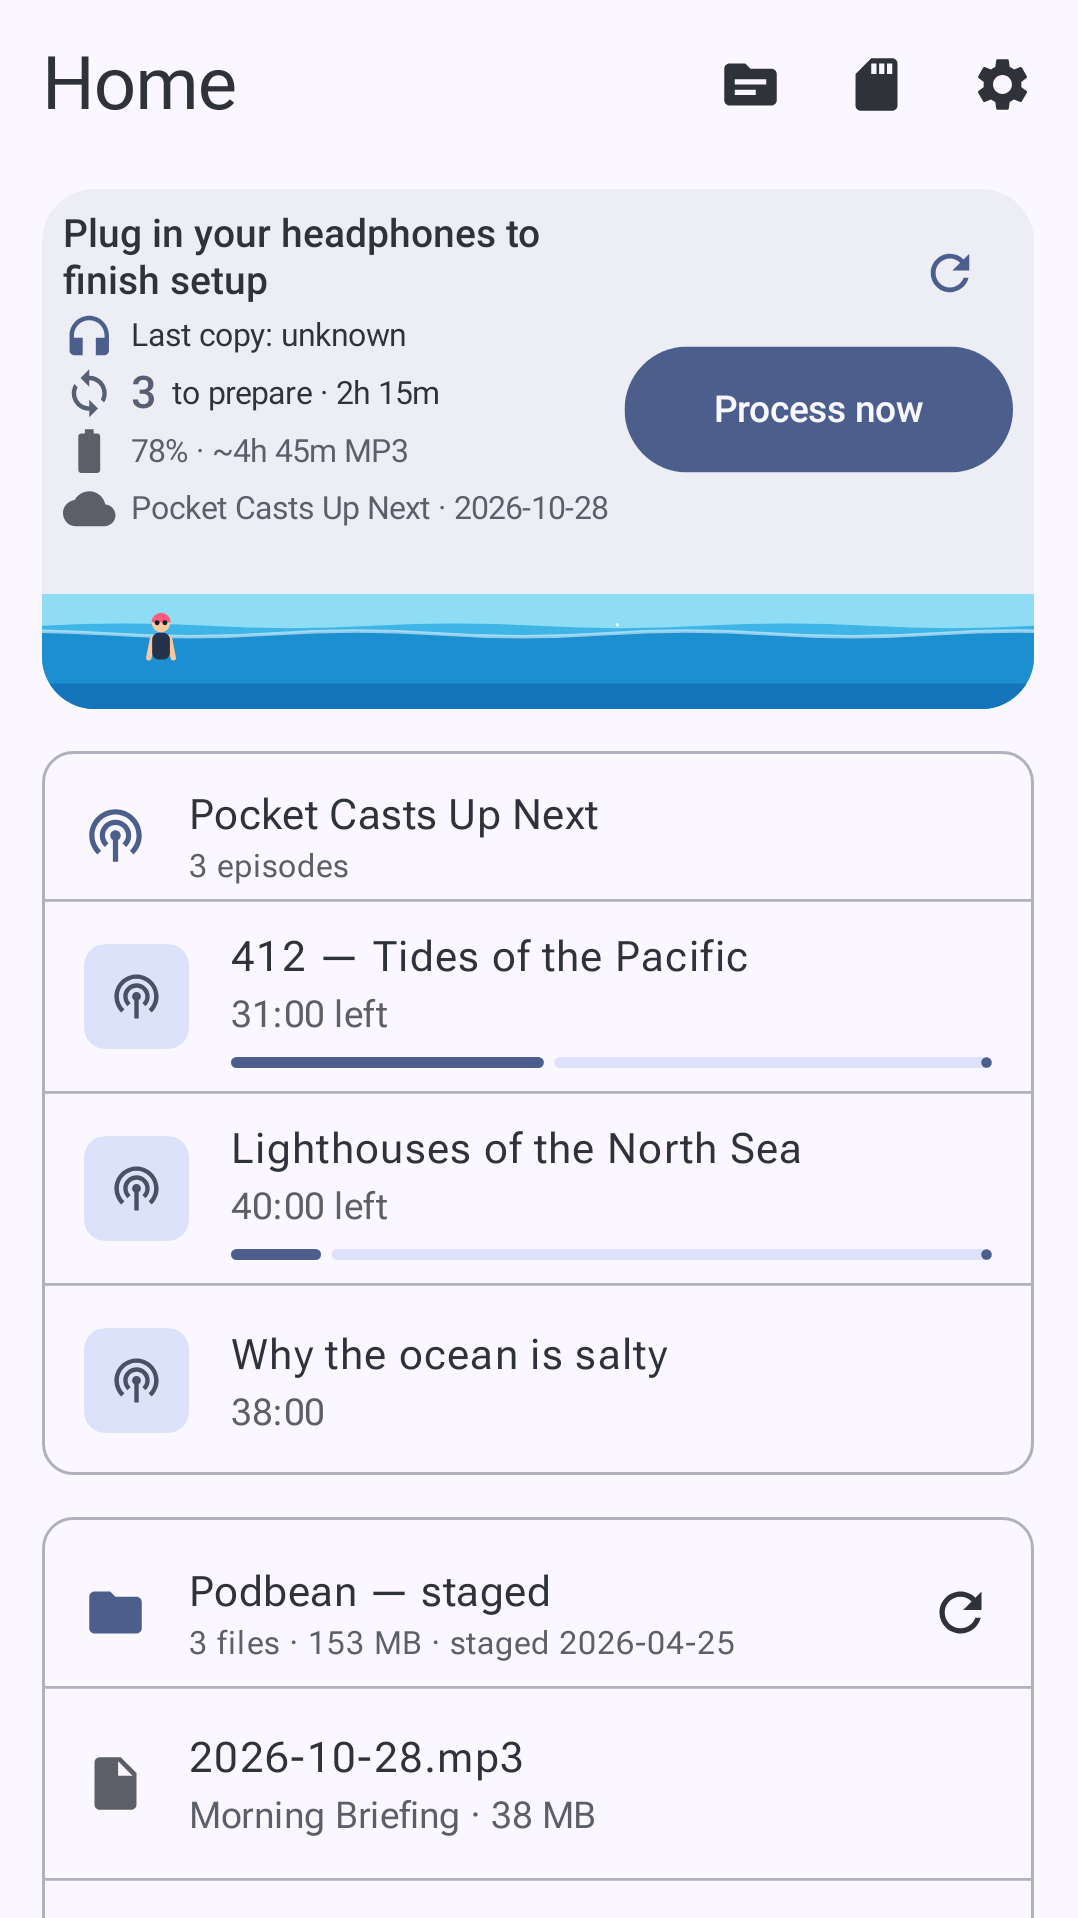 Home
Plug in your headphones to
finish setup
Last copy: unknown
3 to prepare · 2h 15m
Process now
78% · ~4h 45m MP3
Pocket Casts Up Next · 2026-10-28
Pocket Casts Up Next
3 episodes
412 — Tides of the Pacific
31:00 left
Lighthouses of the North Sea
40:00 left
Why the ocean is salty
38:00
Podbean — staged
3 files · 153 MB · staged 2026-04-25
2026-10-28.mp3
Morning Briefing · 38 MB